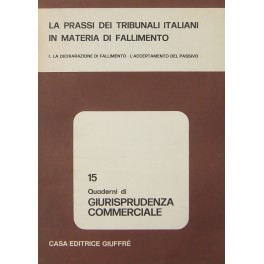 LA PRASSI DEI TRIBUNALI ITALIANI
IN MATERIA DI FALLIMENTO
I. LA DICHIARAZIONE DI FALLIMENTO - L'ACCERTAMENTO DEL PASSIVO
15
Quaderni di
GIURISPRUDENZA
COMMERCIALE
CASA EDITRICE GIUFFRÈ